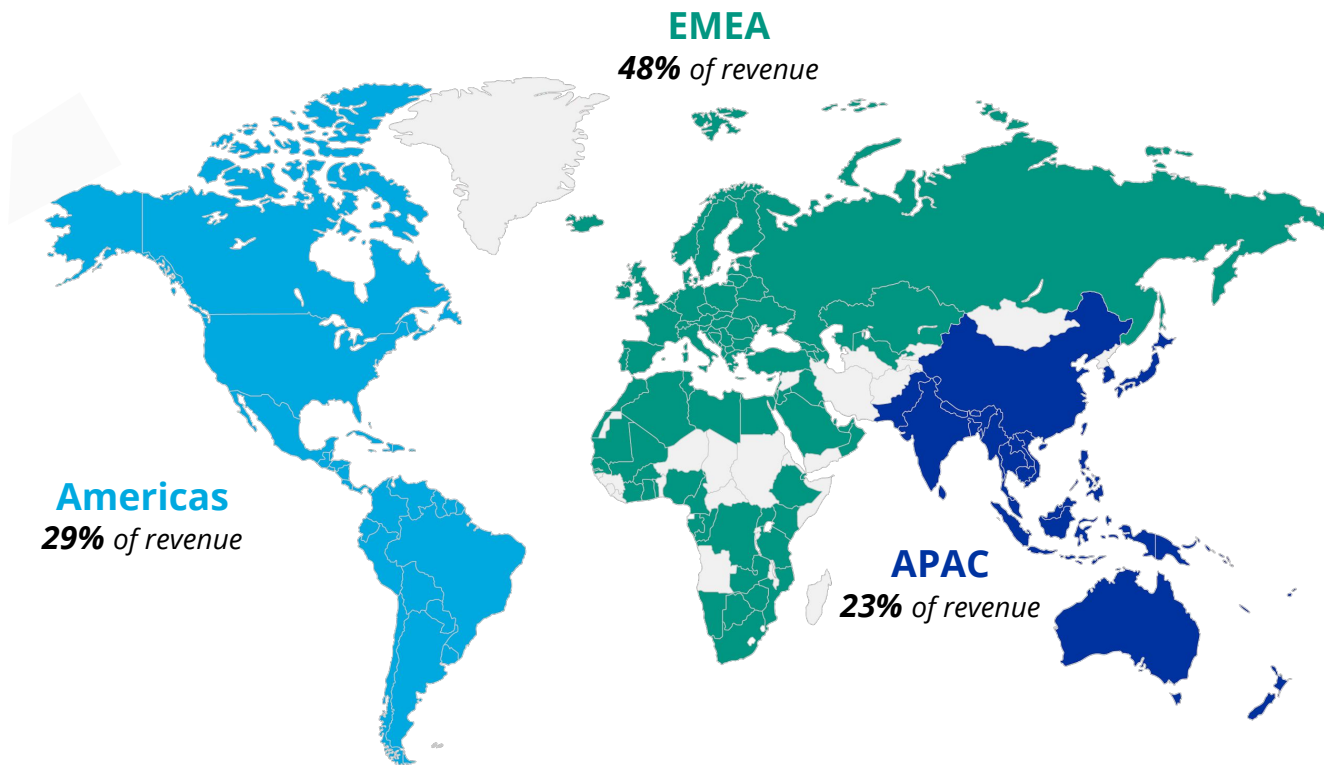 EMEA
48% of revenue
Americas
29% of revenue
APAC
23% of revenue